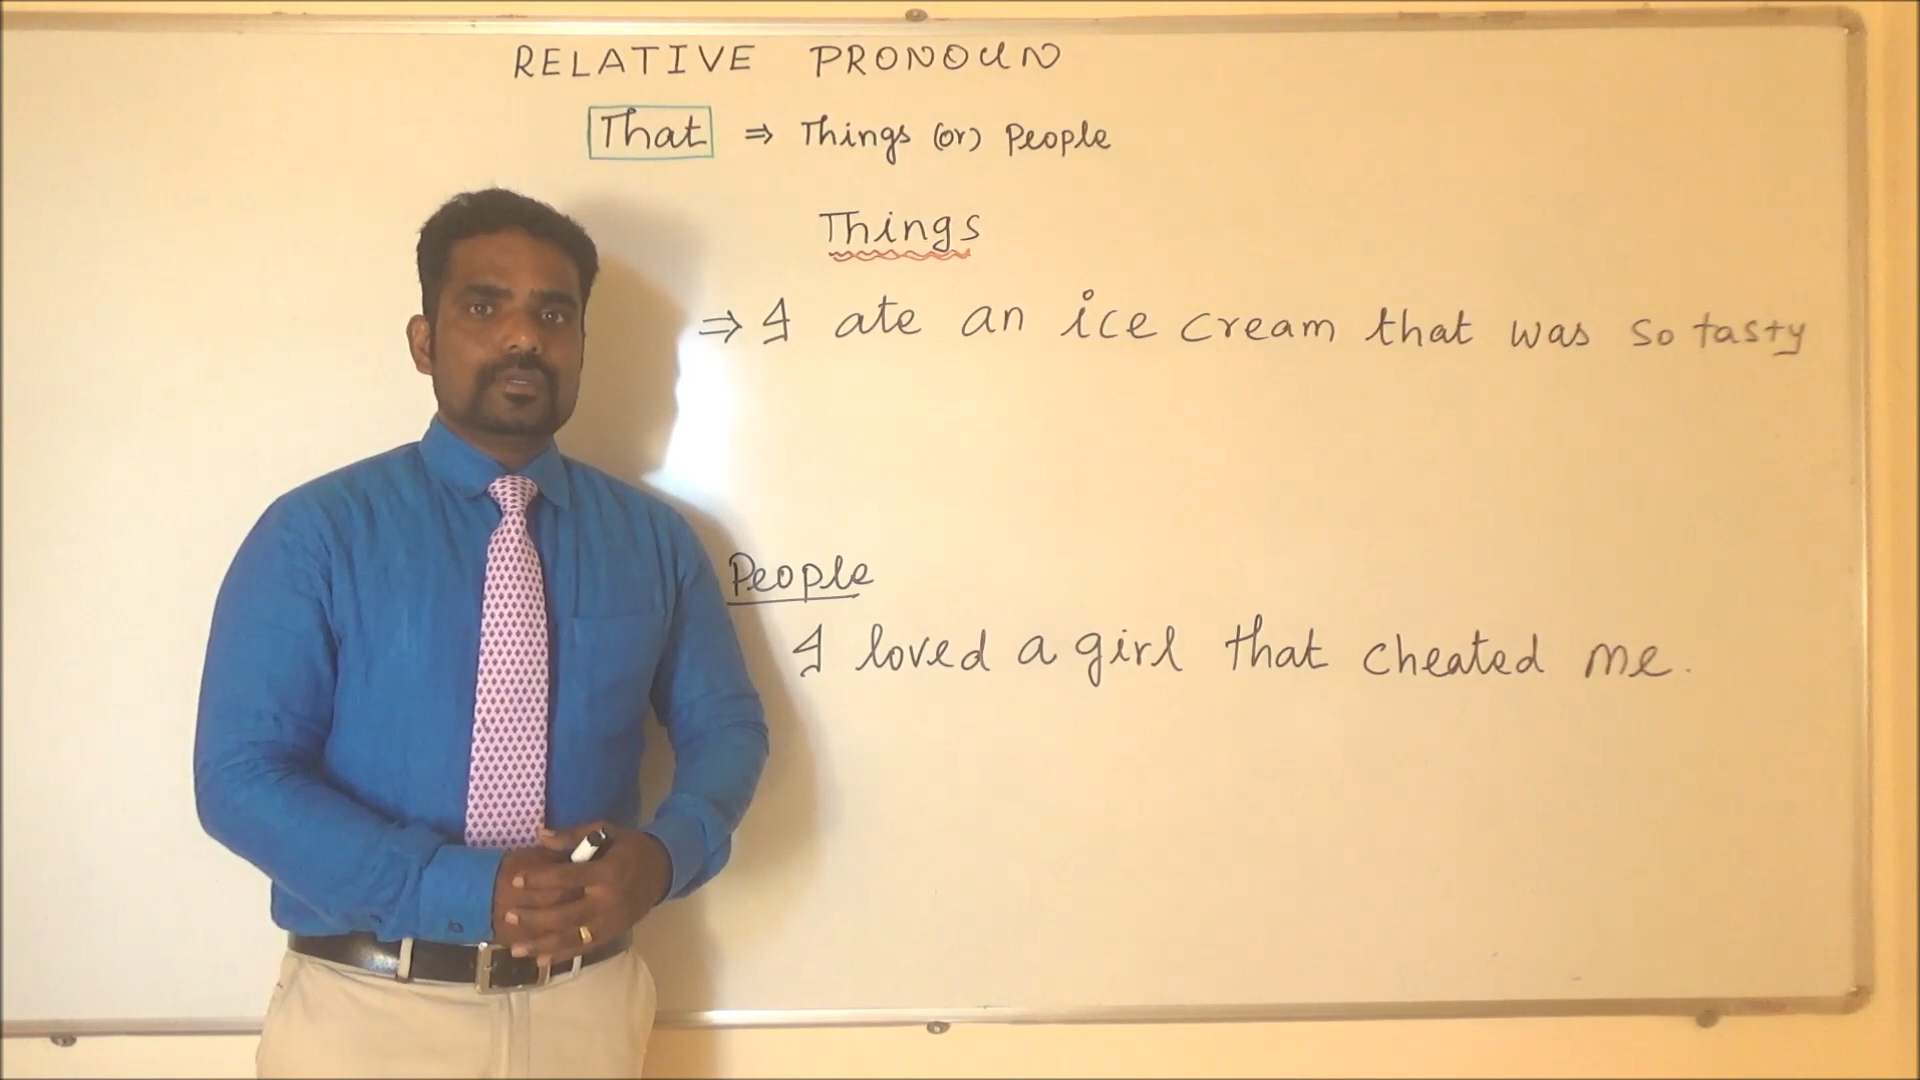 RELATIVE PRONOUN
That ⇒ Things (or) People
Things
⇒ I ate an ice cream that was so tasty
People
I loved a girl that cheated me.